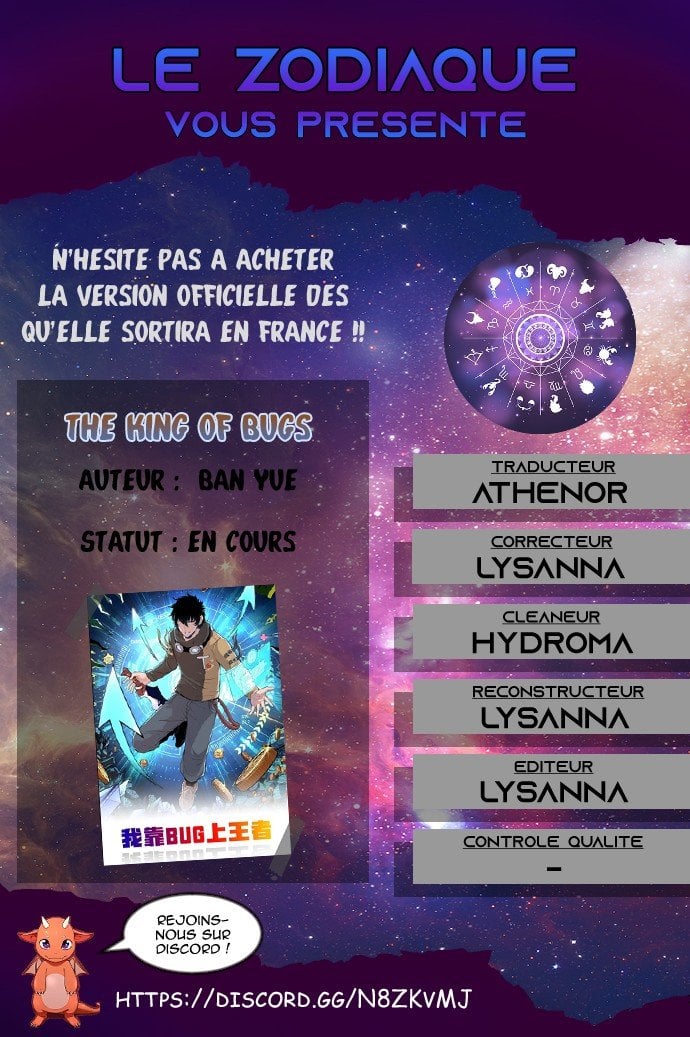 LE ZODIAQUE
VOUS PRESENTE
N'HESITE PAS A ACHETER
LA VERSION OFFICIELLE DES
QU'ELLE SORTIRA EN FRANCE !!
THE KING OF BUGS
AUTEUR : BAN YUE
STATUT : EN COURS
我靠BUG上王者
TRADUCTEUR
ATHENOR
CORRECTEUR
LYSANNA
CLEANEUR
HYDROMA
RECONSTRUCTEUR
LYSANNA
EDITEUR
LYSANNA
CONTROLE QUALITE
-
REJOINS-
NOUS SUR
DISCORD !
HTTPS://DISCORD.GG/N8ZKVMJ